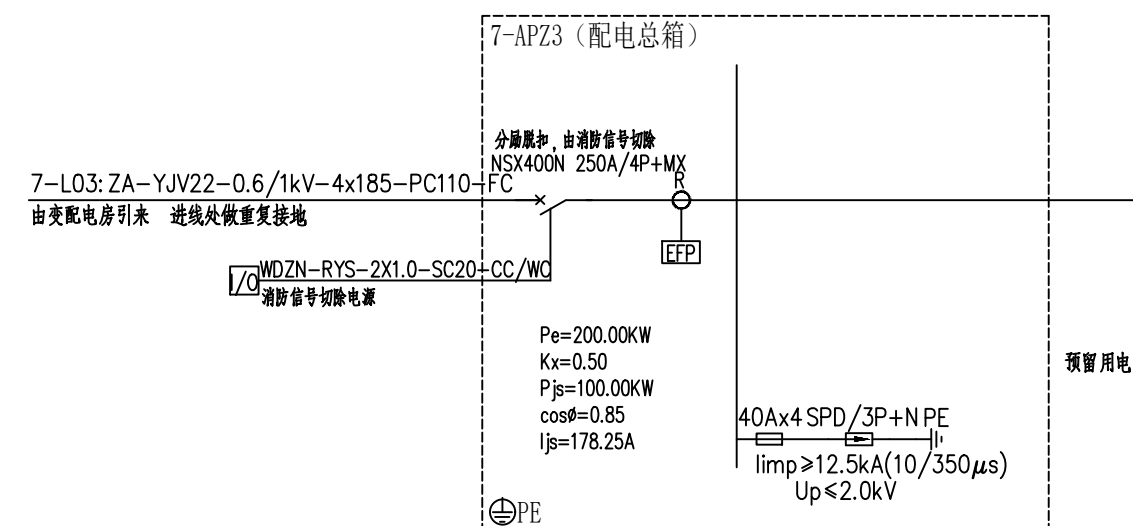 7-APZ3（配电总箱）
分励脱扣，由消防信号切除
NSX400N 250A/4P+MX
R
7-L03: ZA-YJV22-0.6/1kV-4x185-PC110-FC
由变配电房引来 进线处做重复接地
EFP
I/O
WDZN-RYS-2X1.0-SC20-CC/WC
消防信号切除电源
Pe=200.00KW
Kx=0.50
Pjs=100.00KW
cosø=0.85
Ijs=178.25A
预留用电
40Ax4 SPD/3P+N PE
Iimp≥12.5kA(10/350μs)
Up≤2.0kV
PE